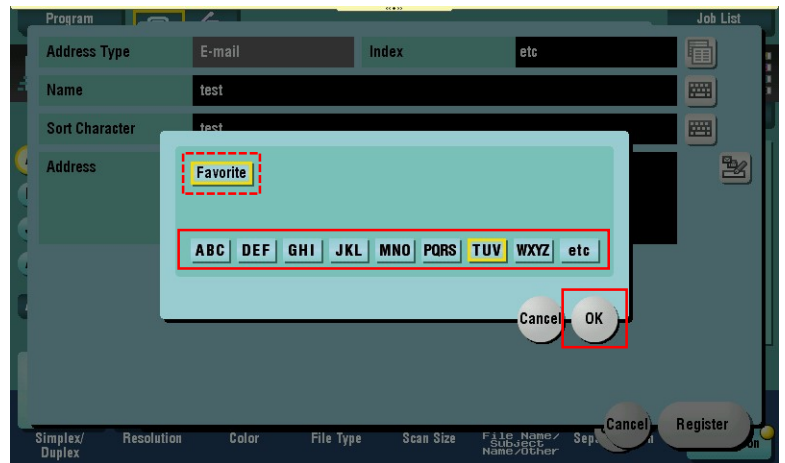 Program
Job List
Address Type
E-mail
Index
etc
Name
test
Sort Character
test
Address
Favorite
ABC DEF GHI JKL MNO PQRS TUV WXYZ etc
Cancel OK
Cancel Register
Simplex/
Duplex
Resolution
Color
File Type
Scan Size
File Name/
Subject
Name/Other